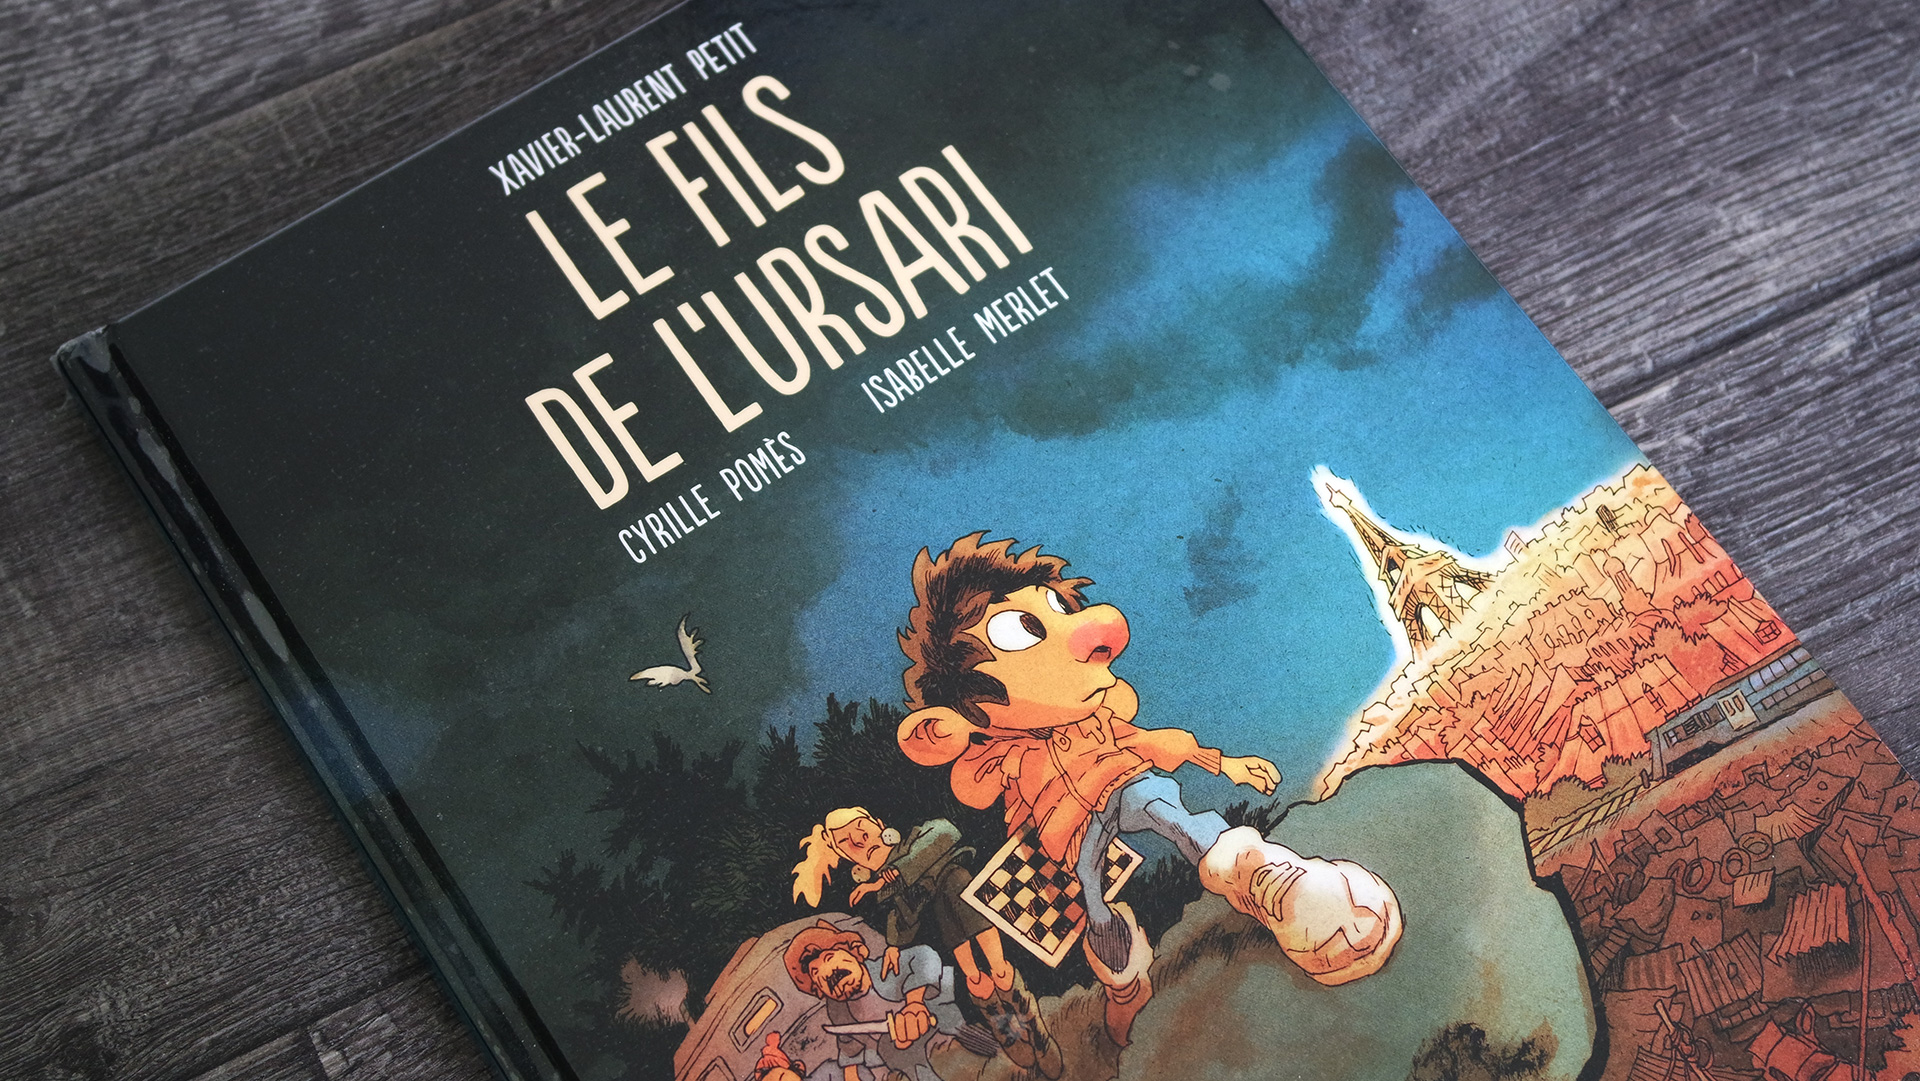 XAVIER-LAURENT PETIT
LE FILS
DE L'URSARI
CYRILLE POMÈS
ISABELLE MERLET